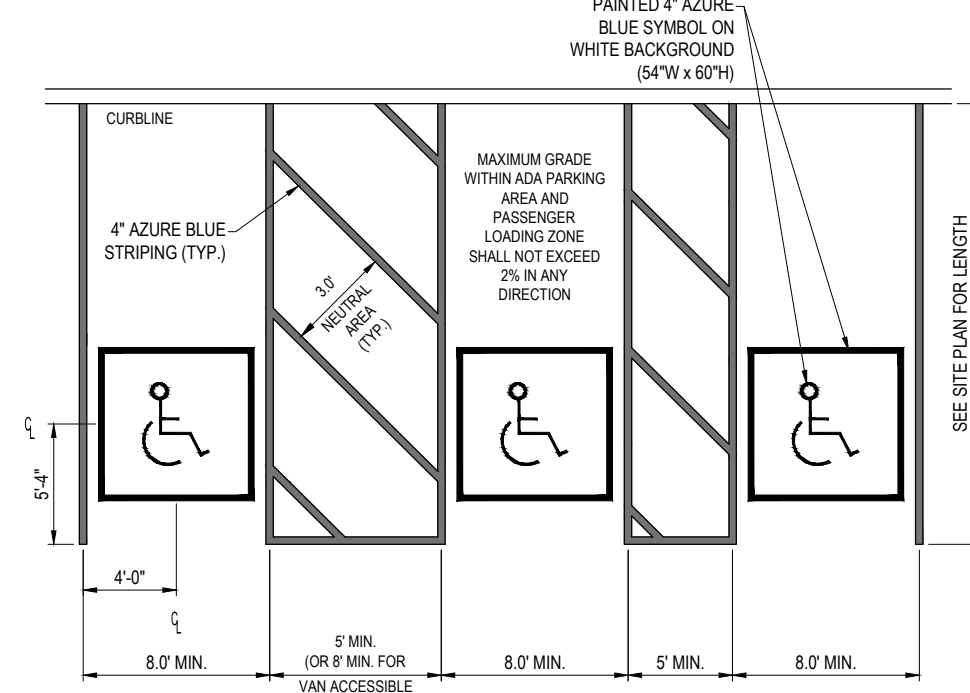 PAINTED 4" AZURE
BLUE SYMBOL ON
WHITE BACKGROUND
(54"W x 60"H)
CURBLINE
4" AZURE BLUE
STRIPING (TYP.)
3.0'
NEUTRAL
AREA
(TYP.)
MAXIMUM GRADE
WITHIN ADA PARKING
AREA AND
PASSENGER
LOADING ZONE
SHALL NOT EXCEED
2% IN ANY
DIRECTION
SEE SITE PLAN FOR LENGTH
℄
5'-4"
4'-0"
℄
8.0' MIN.
5' MIN.
(OR 8' MIN. FOR
VAN ACCESSIBLE
8.0' MIN.
5' MIN.
8.0' MIN.